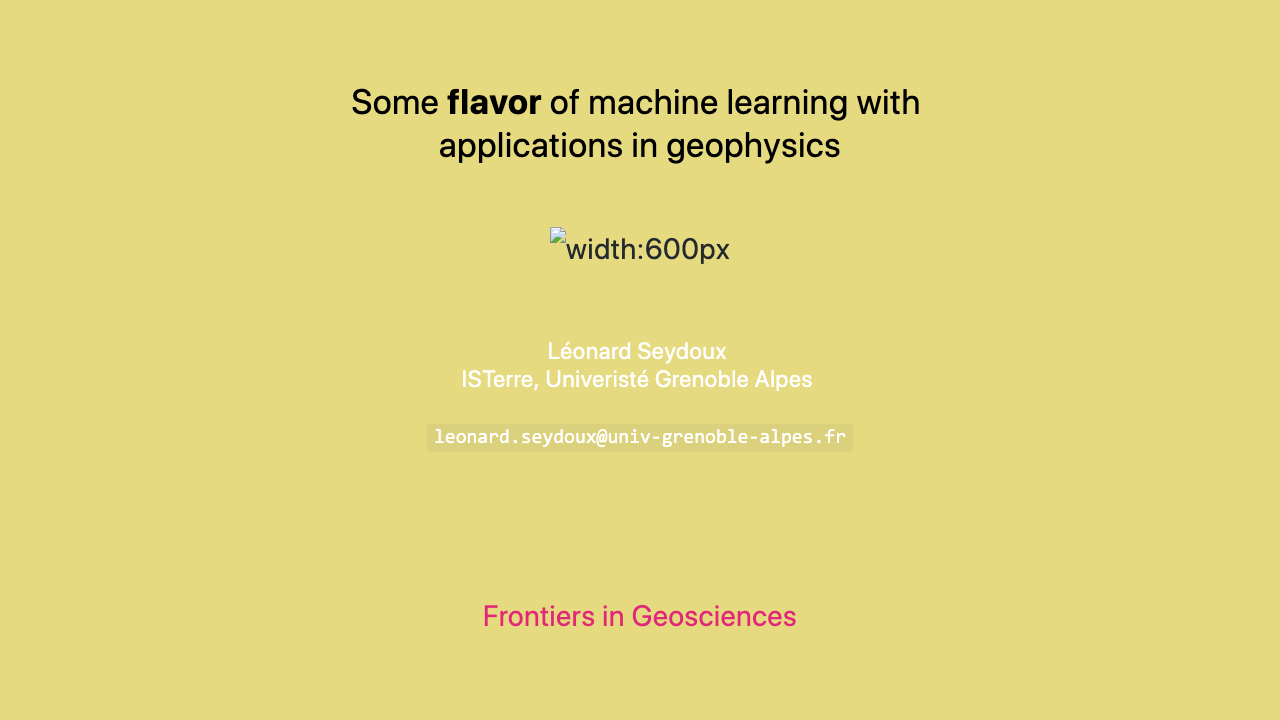 Some flavor of machine learning with
applications in geophysics
width:600px
Léonard Seydoux
ISTerre, Univeristé Grenoble Alpes
leonard.seydoux@univ-grenoble-alpes.fr
Frontiers in Geosciences